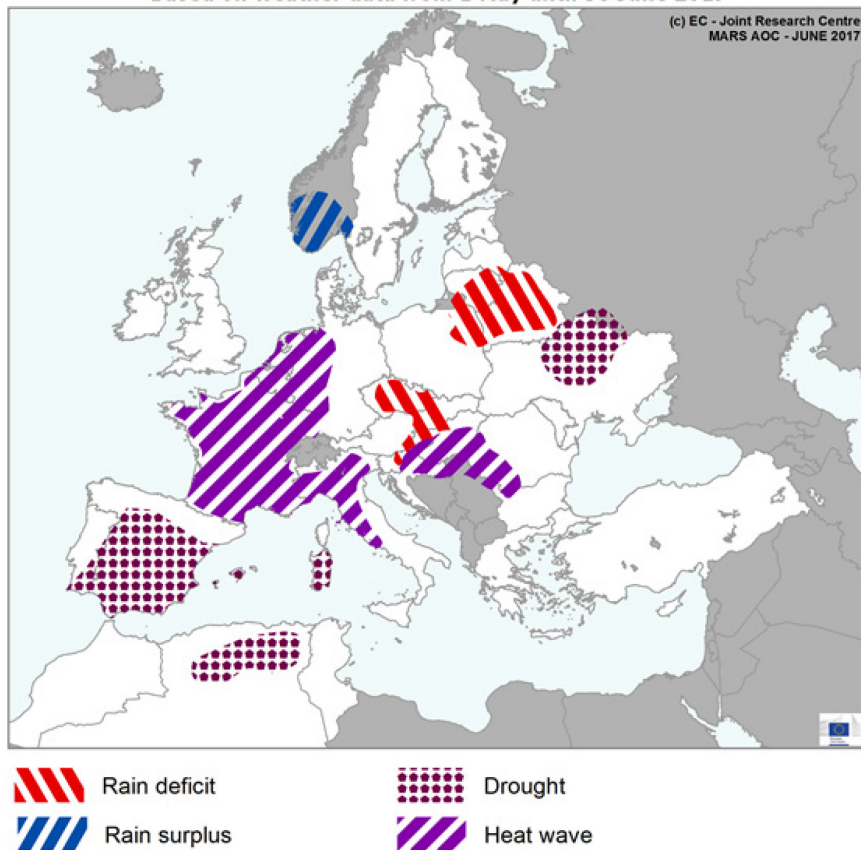 (c) EC - Joint Research Centre
MARS AOC - JUNE 2017
Rain deficit
Drought
Rain surplus
Heat wave